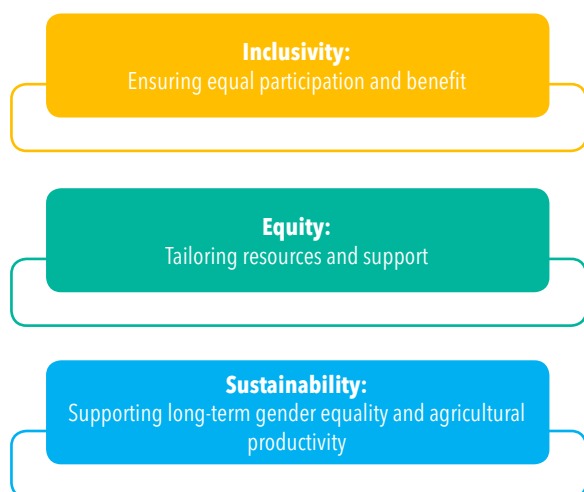 Inclusivity:
Ensuring equal participation and benefit
Equity:
Tailoring resources and support
Sustainability:
Supporting long-term gender equality and agricultural
productivity